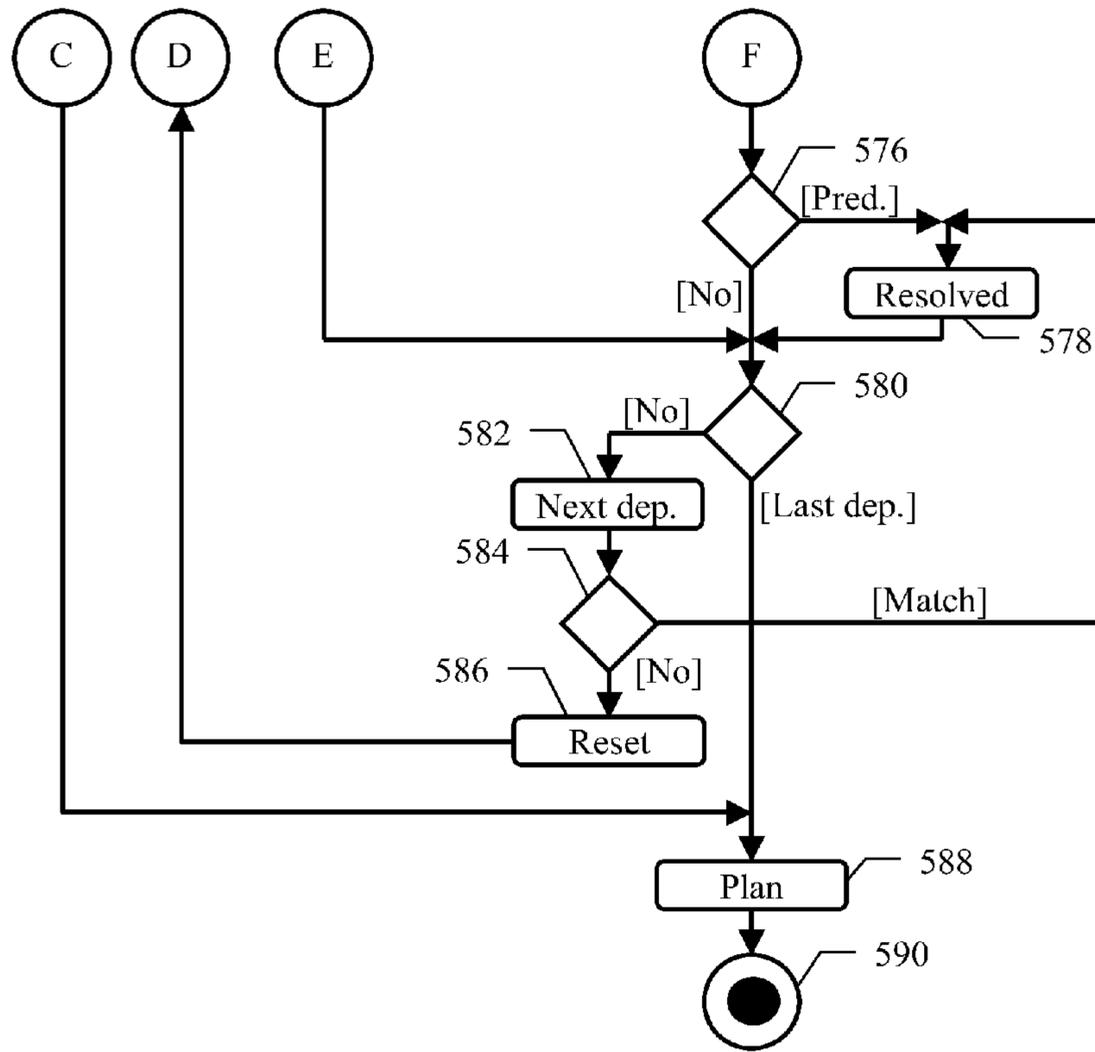 C
D
E
F
576
[Pred.]
Resolved
578
[No]
580
[No]
582
Next dep.
[Last dep.]
584
[Match]
586
[No]
Reset
588
Plan
590